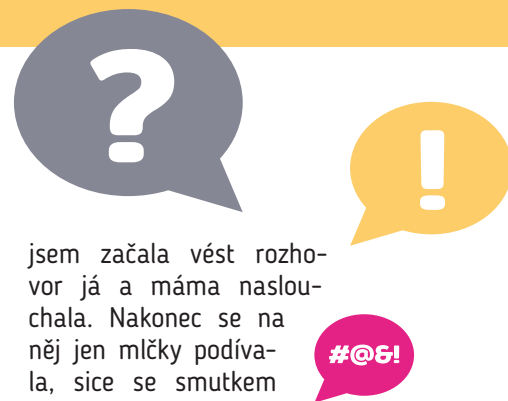 ?
!
jsem začala vést rozho-
vor já a máma naslou-
chala. Nakonec se na
něj jen mlčky podíva-
la, sice se smutkem
#@&!